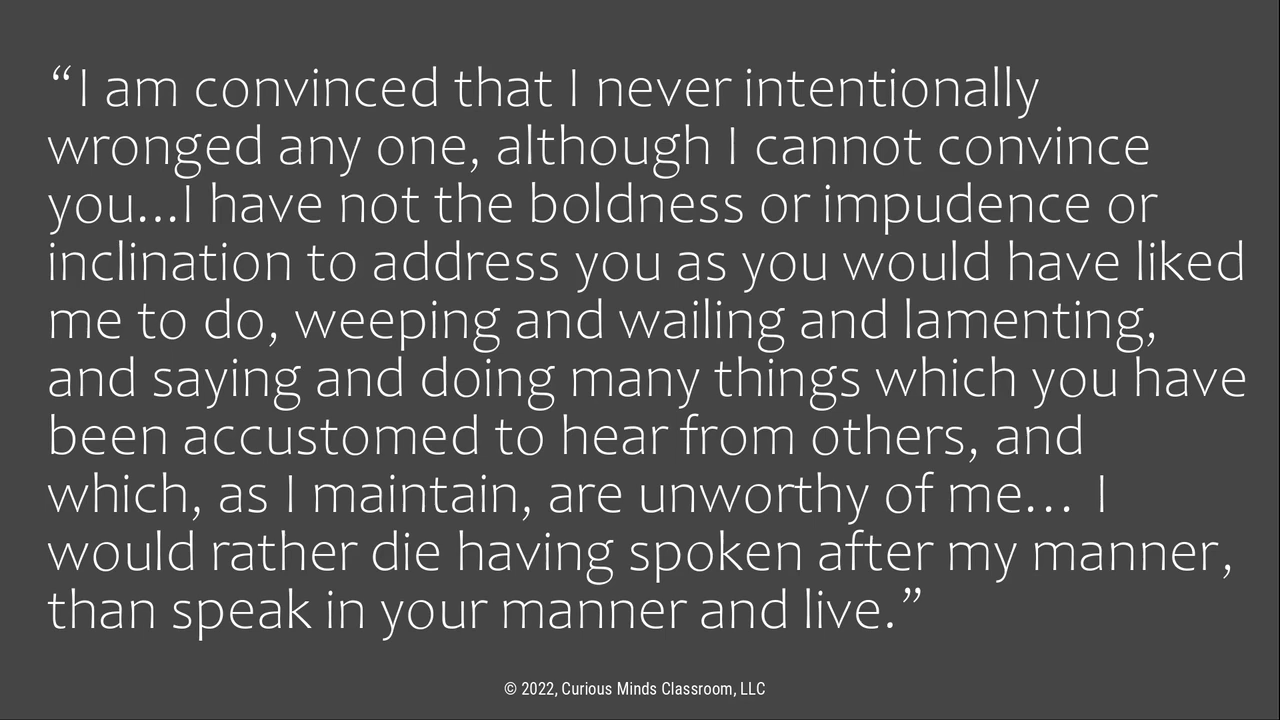 “I am convinced that I never intentionally
wronged any one, although I cannot convince
you...I have not the boldness or impudence or
inclination to address you as you would have liked
me to do, weeping and wailing and lamenting,
and saying and doing many things which you have
been accustomed to hear from others, and
which, as I maintain, are unworthy of me… I
would rather die having spoken after my manner,
than speak in your manner and live.”
© 2022, Curious Minds Classroom, LLC